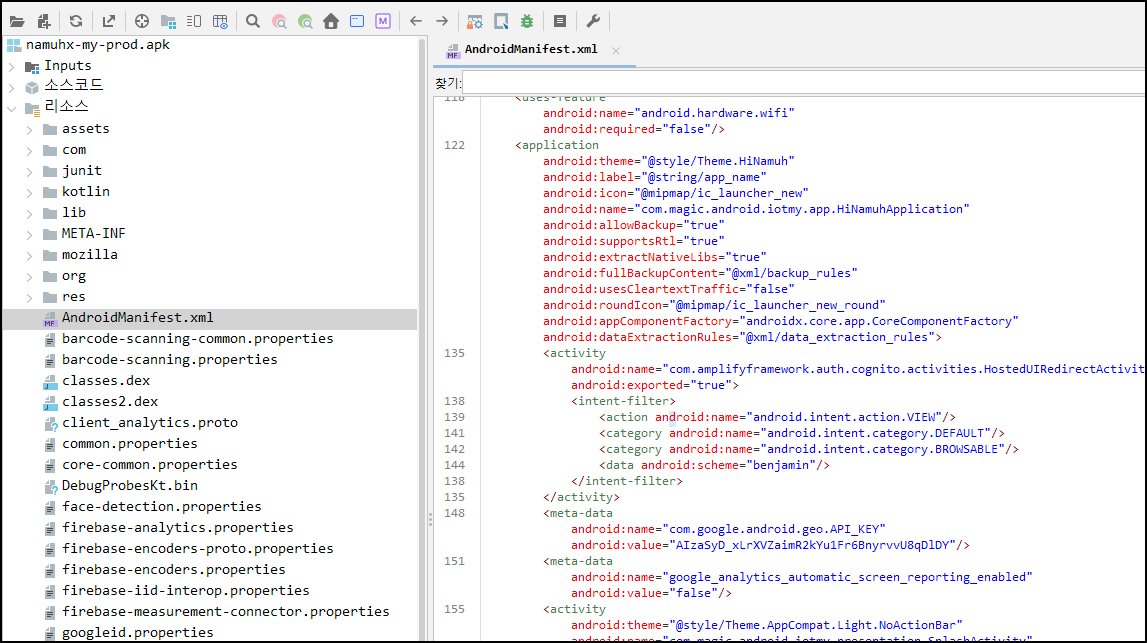 namuhx-my-prod.apk
Inputs
소스코드
리소스
assets
com
junit
kotlin
lib
META-INF
mozilla
org
res
AndroidManifest.xml
barcode-scanning-common.properties
barcode-scanning.properties
classes.dex
classes2.dex
client_analytics.proto
common.properties
core-common.properties
DebugProbesKt.bin
face-detection.properties
firebase-analytics.properties
firebase-encoders-proto.properties
firebase-encoders.properties
firebase-iid-interop.properties
firebase-measurement-connector.properties
googleid.properties
AndroidManifest.xml
찾기:
118 <uses-feature
android:name="android.hardware.wifi"
android:required="false"/>
122 <application
android:theme="@style/Theme.HiNamuh"
android:label="@string/app_name"
android:icon="@mipmap/ic_launcher_new"
android:name="com.magic.android.iotmy.app.HiNamuhApplication"
android:allowBackup="true"
android:supportsRtl="true"
android:extractNativeLibs="true"
android:fullBackupContent="@xml/backup_rules"
android:usesCleartextTraffic="false"
android:roundIcon="@mipmap/ic_launcher_new_round"
android:appComponentFactory="androidx.core.app.CoreComponentFactory"
android:dataExtractionRules="@xml/data_extraction_rules">
135 <activity
android:name="com.amplifyframework.auth.cognito.activities.HostedUIRedirectActivit
android:exported="true">
138 <intent-filter>
139 <action android:name="android.intent.action.VIEW"/>
141 <category android:name="android.intent.category.DEFAULT"/>
142 <category android:name="android.intent.category.BROWSABLE"/>
144 <data android:scheme="benjamin"/>
138 </intent-filter>
135 </activity>
148 <meta-data
android:name="com.google.android.geo.API_KEY"
android:value="AIzaSyD_xLrXVZaimR2kYu1Fr6BnyrvvU8qDlDY"/>
151 <meta-data
android:name="google_analytics_automatic_screen_reporting_enabled"
android:value="false"/>
155 <activity
android:theme="@style/Theme.AppCompat.Light.NoActionBar"
android:name="com.magic.android.iotmy.presentation.SplashActivity"